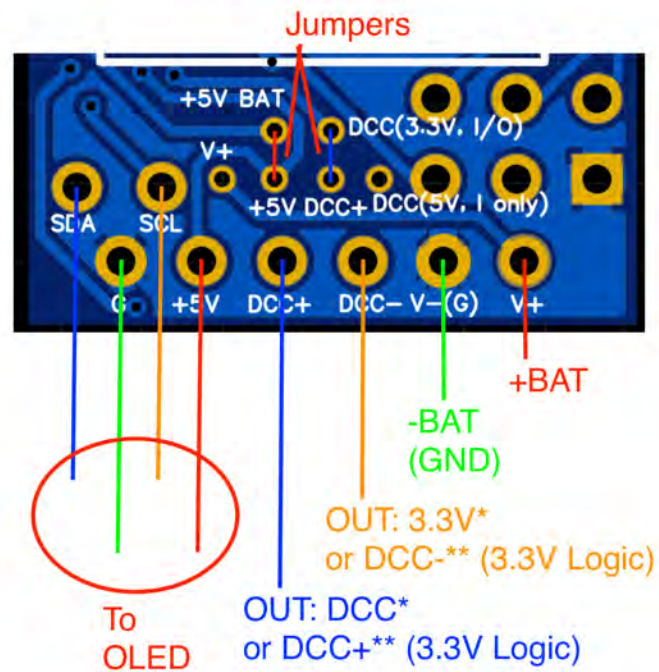 Jumpers
+5V BAT
DCC(3.3V, I/O)
V+
+5V DCC+ DCC(5V, I only)
SDA SCL
G +5V DCC+ DCC- V-(G) V+
+BAT
-BAT
(GND)
OUT: 3.3V*
or DCC-** (3.3V Logic)
To
OLED
OUT: DCC*
or DCC+** (3.3V Logic)